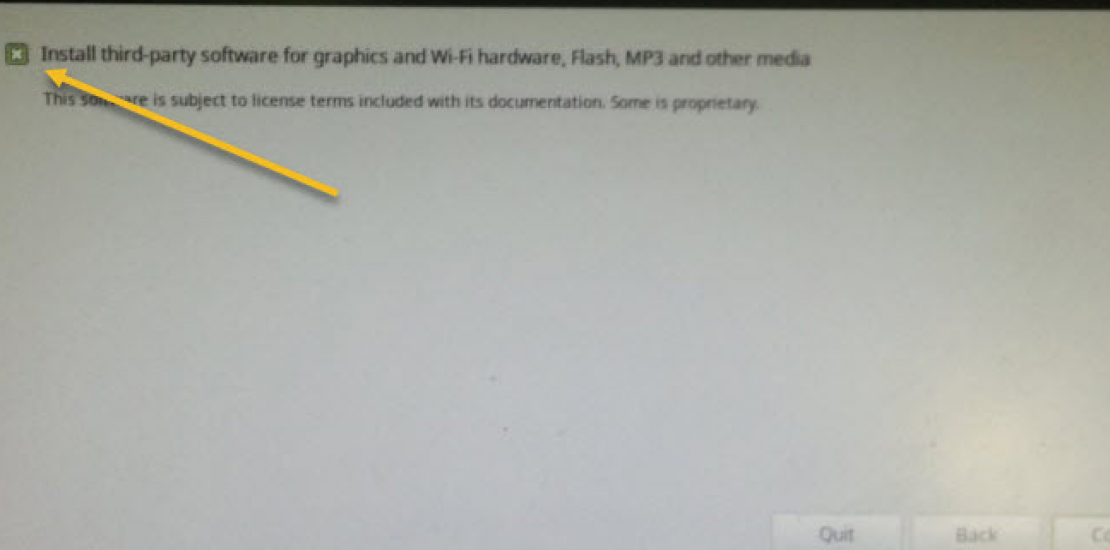 Install third-party software for graphics and Wi-Fi hardware, Flash, MP3 and other media
This software is subject to license terms included with its documentation. Some is proprietary.
Quit
Back